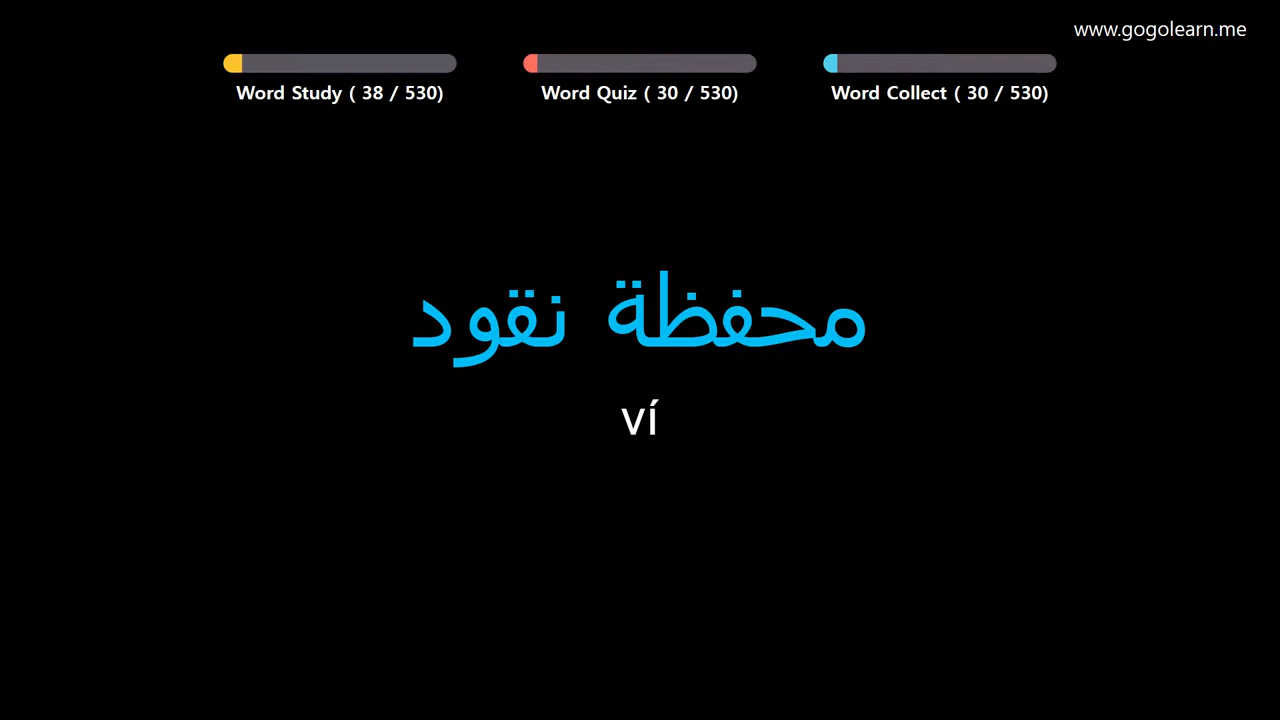 www.gogolearn.me
Word Study ( 38 / 530)
Word Quiz ( 30 / 530)
Word Collect ( 30 / 530)
محفظة نقود
ví